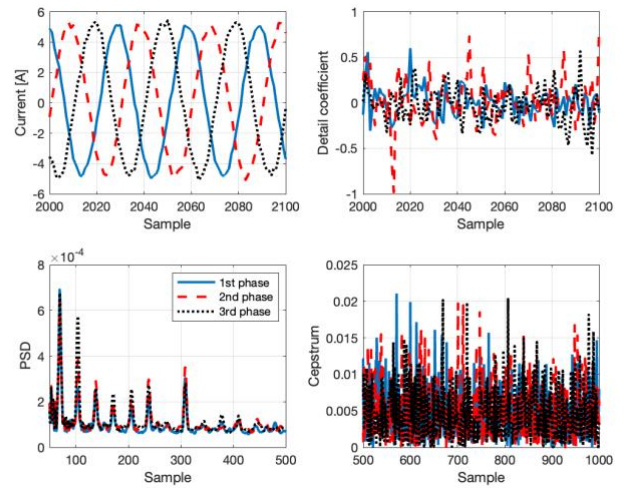 6
4
2
0
-2
-4
-6
Current [A]
2000 2020 2040 2060 2080 2100
Sample
1
0.5
0
-0.5
-1
Detail coefficient
2000 2020 2040 2060 2080 2100
Sample
×10-4
8
6
4
2
0
PSD
1st phase
2nd phase
3rd phase
100 200 300 400 500
Sample
0.025
0.02
0.015
0.01
0.005
0
Cepstrum
500 600 700 800 900 1000
Sample